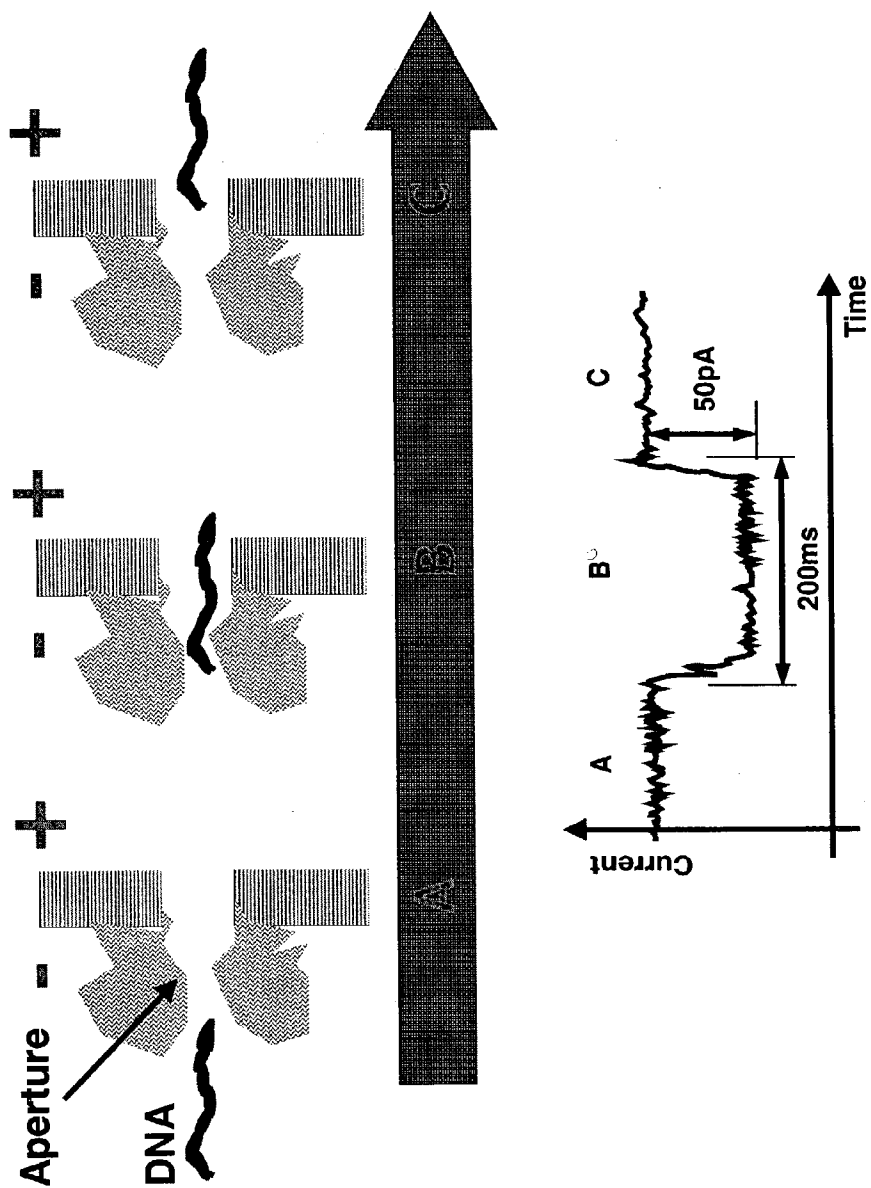 - + - + - +
Aperture
DNA
A B C
Current
A B C
50pA
200ms
Time